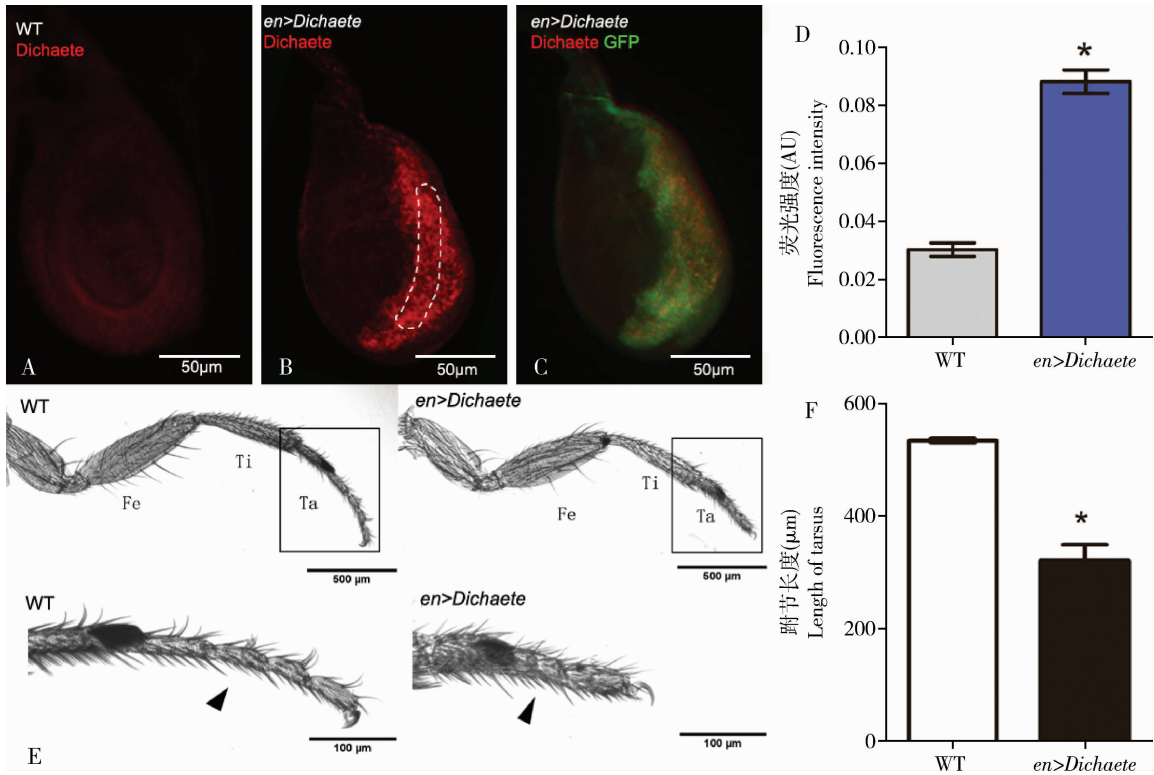 WT
Dichaete
A
50μm
en>Dichaete
Dichaete
B
50μm
en>Dichaete
Dichaete GFP
C
50μm
D
荧光强度(AU)
Fluorescence intensity
0.10
0.08
0.06
0.04
0.02
0.00
*
WT
en>Dichaete
WT
Fe
Ti
Ta
500 μm
en>Dichaete
Fe
Ti
Ta
500 μm
WT
100 μm
en>Dichaete
100 μm
E
F
跗节长度(μm)
Length of tarsus
600
400
200
0
*
WT
en>Dichaete